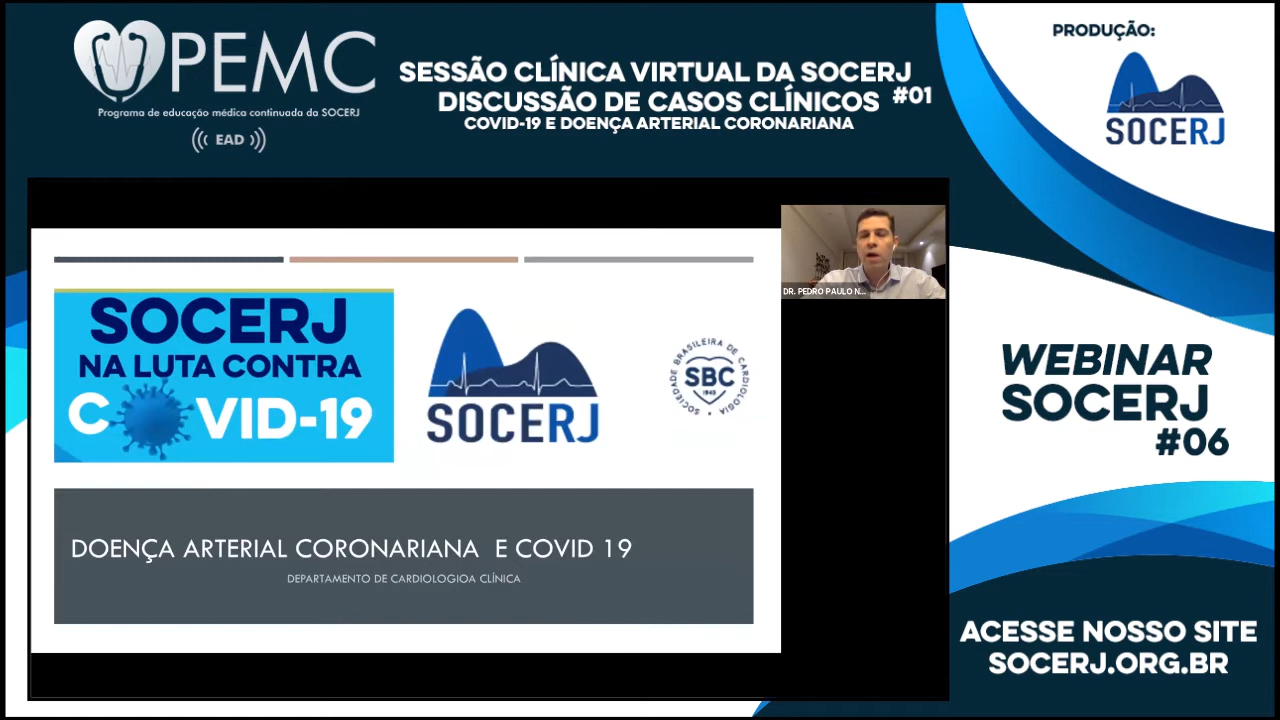 PEMC
Programa de educação médica continuada da SOCERJ
EAD
SESSÃO CLÍNICA VIRTUAL DA SOCERJ
DISCUSSÃO DE CASOS CLÍNICOS #01
COVID-19 E DOENÇA ARTERIAL CORONARIANA
PRODUÇÃO:
SOCERJ
DR. PEDRO PAULO N...
SOCERJ
NA LUTA CONTRA
COVID-19
SOCERJ
SOCIEDADE BRASILEIRA DE CARDIOLOGIA
SBC
1943
DOENÇA ARTERIAL CORONARIANA E COVID 19
DEPARTAMENTO DE CARDIOLOGIOA CLÍNICA
WEBINAR
SOCERJ
#06
ACESSE NOSSO SITE
SOCERJ.ORG.BR